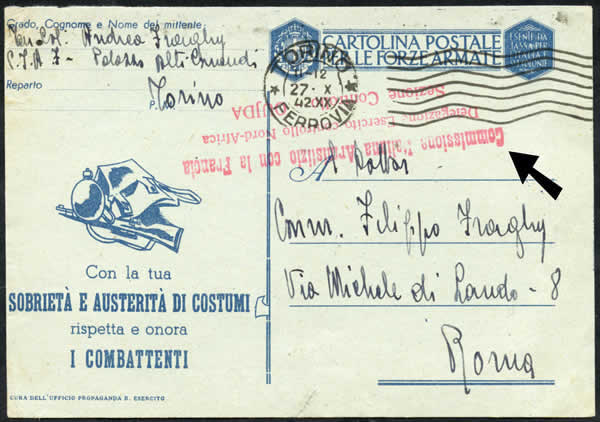 Grado, Cognome e Nome del mittente:
Andrea Fraghy
C.I.A.F. - Palazzo Alti Comandi
Reparto
Torino
CARTOLINA POSTALE
PER LE FORZE ARMATE
ESENTE DA
TASSA PER
TORINO
27 - X
42 XX
FERROVIA
Commissione Italiana Armistizio con la Francia
Delegazione Esercito controllo Nord-Africa
Sezione Controllo OUJDA
Al Dottor
Comm. Filippo Fraghy
Via Michele di Lando - 8
Roma
Con la tua
SOBRIETÀ E AUSTERITÀ DI COSTUMI
rispetta e onora
I COMBATTENTI
CURA DELL'UFFICIO PROPAGANDA R. ESERCITO